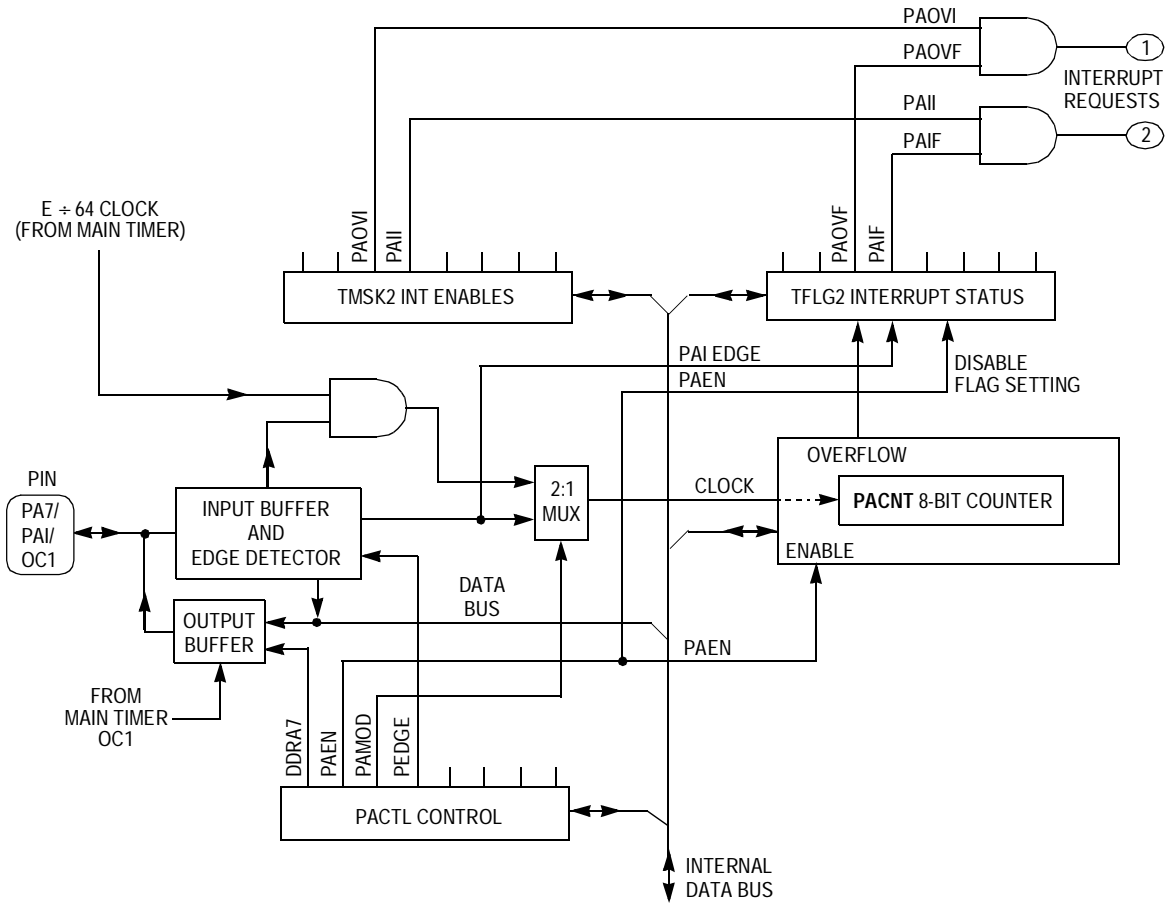 PAOVI
PAOVF
1
INTERRUPT
REQUESTS
PAII
PAIF
2
E ÷ 64 CLOCK
(FROM MAIN TIMER)
PAOVI
PAII
PAOVF
PAIF
TMSK2 INT ENABLES
TFLG2 INTERRUPT STATUS
PAI EDGE
PAEN
DISABLE
FLAG SETTING
OVERFLOW
PIN
PA7/
PAI/
OC1
INPUT BUFFER
AND
EDGE DETECTOR
2:1
MUX
CLOCK
PACNT 8-BIT COUNTER
ENABLE
DATA
BUS
OUTPUT
BUFFER
PAEN
FROM
MAIN TIMER
OC1
DDRA7
PAEN
PAMOD
PEDGE
PACTL CONTROL
INTERNAL
DATA BUS